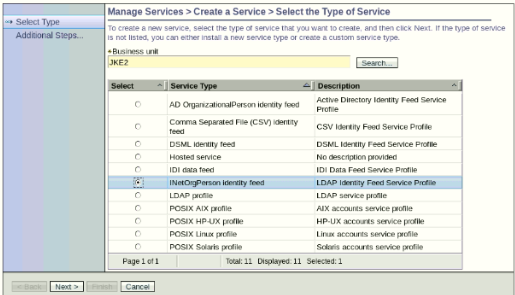 Manage Services > Create a Service > Select the Type of Service
Select Type
Additional Steps...
To create a new service, select the type of service that you want to create, and then click Next. If the type of service
is not listed, you can either install a new service type or create a custom service type.
*Business unit
JKE2
Search...
Select Service Type Description
AD OrganizationalPerson identity feed Active Directory Identity Feed Service
Profile
Comma Separated File (CSV) identity
feed CSV Identity Feed Service Profile
DSML identity feed DSML Identity Feed Service Profile
Hosted service No description provided
IDI data feed IDI Data Feed Service Profile
INetOrgPerson identity feed LDAP Identity Feed Service Profile
LDAP profile LDAP service profile
POSIX AIX profile AIX accounts service profile
POSIX HP-UX profile HP-UX accounts service profile
POSIX Linux profile Linux accounts service profile
POSIX Solaris profile Solaris accounts service profile
Page 1 of 1 Total: 11 Displayed: 11 Selected: 1
< Back Next > Finish Cancel